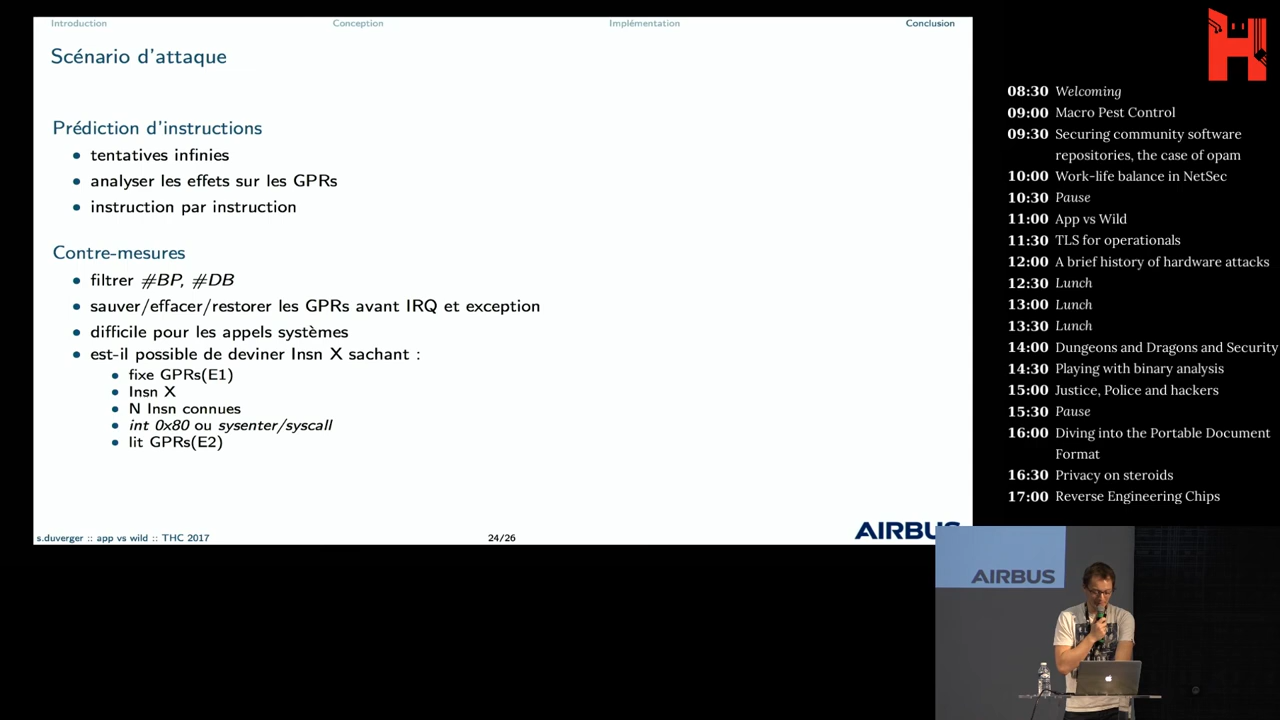 Introduction
Conception
Implémentation
Conclusion
Scénario d'attaque
Prédiction d'instructions
tentatives infinies
analyser les effets sur les GPRs
instruction par instruction
Contre-mesures
filtrer #BP, #DB
sauver/effacer/restorer les GPRs avant IRQ et exception
difficile pour les appels systèmes
est-il possible de deviner Insn X sachant :
fixe GPRs(E1)
Insn X
N Insn connues
int 0x80 ou sysenter/syscall
lit GPRs(E2)
s.duverger :: app vs wild :: THC 2017
24/26
AIRBUS
08:30 Welcoming
09:00 Macro Pest Control
09:30 Securing community software
repositories, the case of opam
10:00 Work-life balance in NetSec
10:30 Pause
11:00 App vs Wild
11:30 TLS for operationals
12:00 A brief history of hardware attacks
12:30 Lunch
13:00 Lunch
13:30 Lunch
14:00 Dungeons and Dragons and Security
14:30 Playing with binary analysis
15:00 Justice, Police and hackers
15:30 Pause
16:00 Diving into the Portable Document
Format
16:30 Privacy on steroids
17:00 Reverse Engineering Chips
AIRBUS